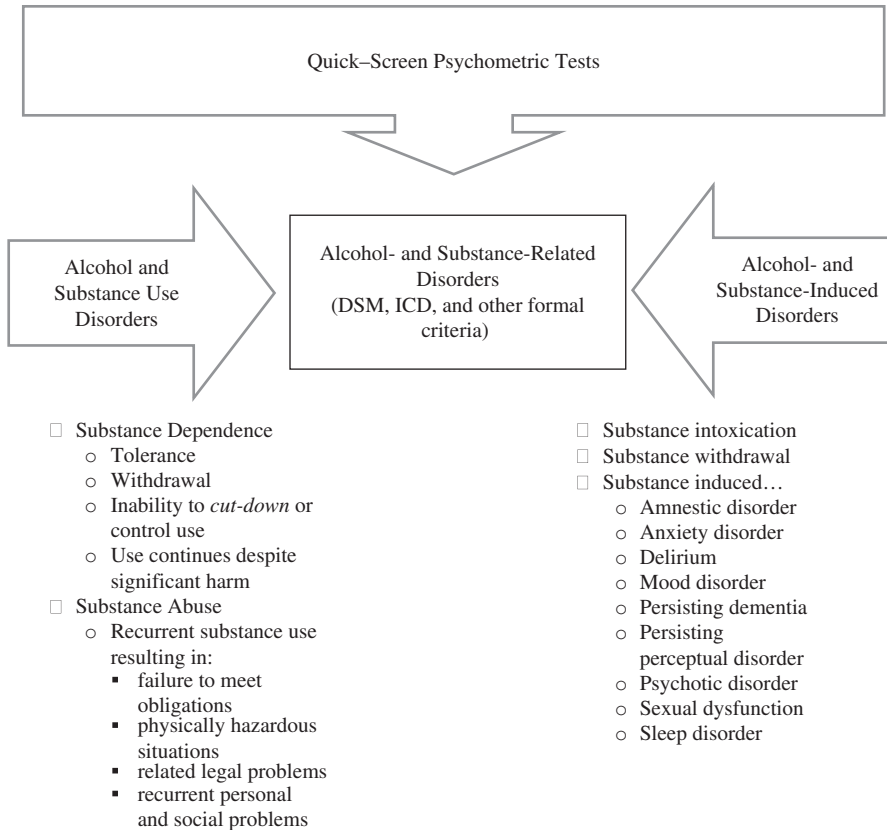 Quick–Screen Psychometric Tests
Alcohol and
Substance Use
Disorders
Alcohol- and Substance-Related
Disorders
(DSM, ICD, and other formal
criteria)
Alcohol- and
Substance-Induced
Disorders
□ Substance Dependence
o Tolerance
o Withdrawal
o Inability to cut-down or
control use
o Use continues despite
significant harm
□ Substance Abuse
o Recurrent substance use
resulting in:
▪ failure to meet
obligations
▪ physically hazardous
situations
▪ related legal problems
▪ recurrent personal
and social problems
□ Substance intoxication
□ Substance withdrawal
□ Substance induced…
o Amnestic disorder
o Anxiety disorder
o Delirium
o Mood disorder
o Persisting dementia
o Persisting
perceptual disorder
o Psychotic disorder
o Sexual dysfunction
o Sleep disorder